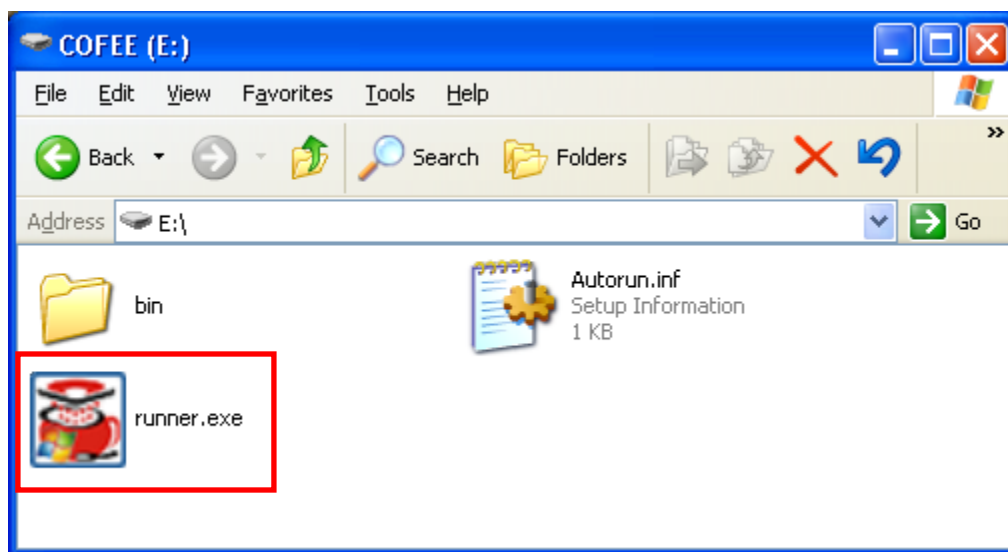 COFEE (E:)
File Edit View Favorites Tools Help
Back Search Folders »
Address E:\ Go
bin
Autorun.inf
Setup Information
1 KB
runner.exe